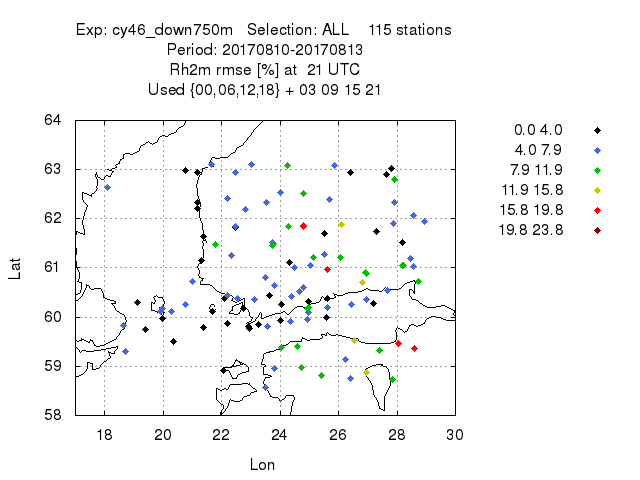 Exp: cy46_down750m Selection: ALL 115 stations
Period: 20170810-20170813
Rh2m rmse [%] at 21 UTC
Used {00,06,12,18} + 03 09 15 21
64
63
62
61
60
59
58
Lat
18 20 22 24 26 28 30
Lon
0.0 4.0
4.0 7.9
7.9 11.9
11.9 15.8
15.8 19.8
19.8 23.8